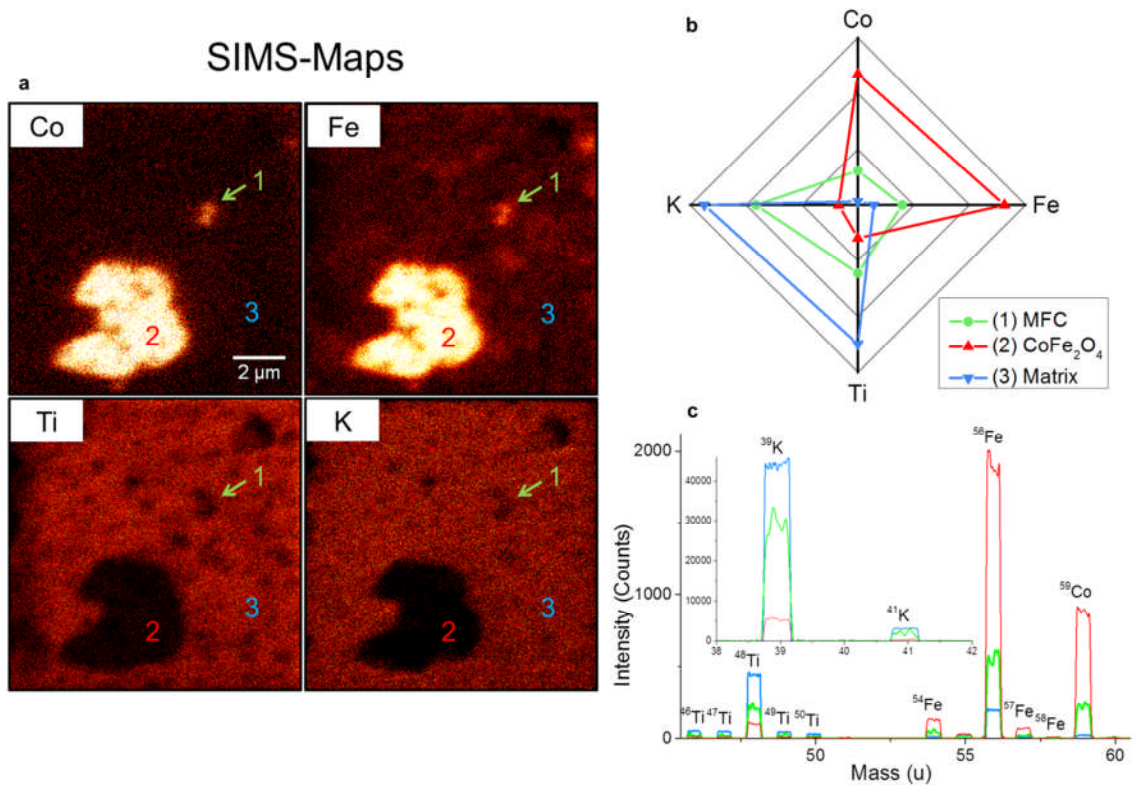 SIMS-Maps
a
Co
1
2
3
2 µm
Fe
1
2
3
Ti
1
2
3
K
1
2
3
b
Co
K
Fe
Ti
(1) MFC
(2) CoFe₂O₄
(3) Matrix
c
Intensity (Counts)
2000
1000
0
⁴⁶Ti ⁴⁷Ti ⁴⁸Ti ⁴⁹Ti ⁵⁰Ti
⁵⁴Fe ⁵⁶Fe ⁵⁷Fe ⁵⁸Fe ⁵⁹Co
50 55 60
Mass (u)
³⁹K
⁴¹K
40000
30000
20000
10000
0
38 39 40 41 42